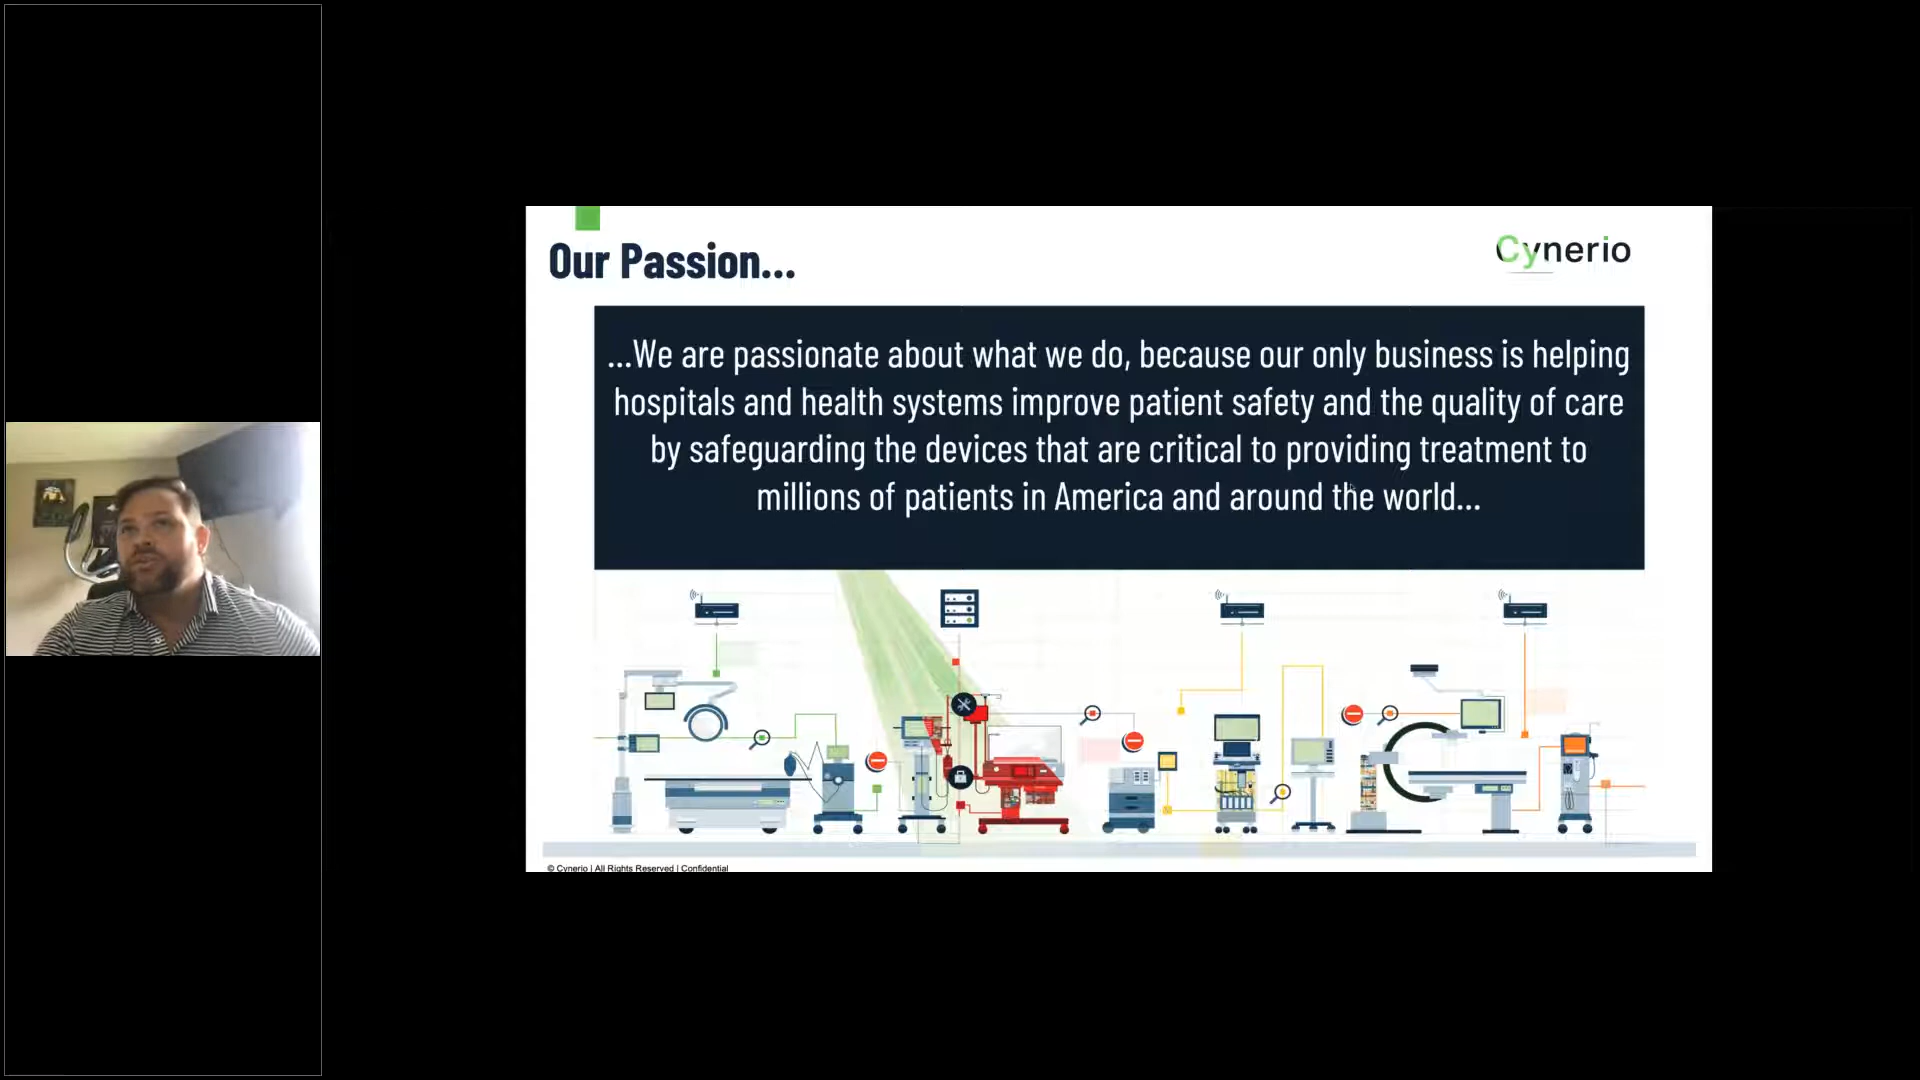 Our Passion...
Cynerio
...We are passionate about what we do, because our only business is helping
hospitals and health systems improve patient safety and the quality of care
by safeguarding the devices that are critical to providing treatment to
millions of patients in America and around the world...
© Cynerio | All Rights Reserved | Confidential